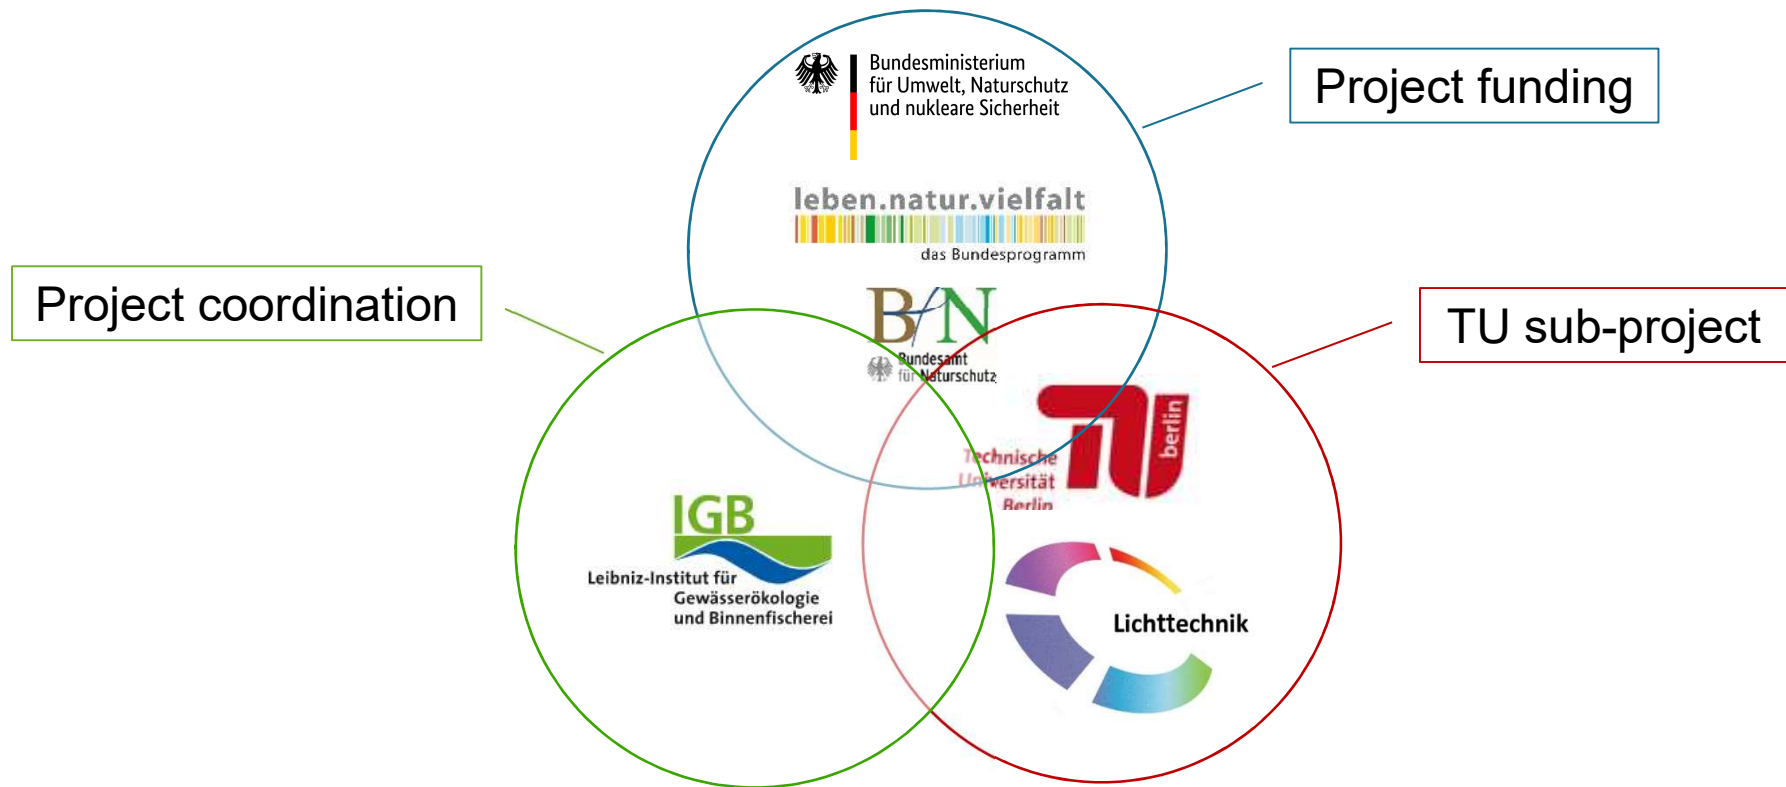 Bundesministerium
für Umwelt, Naturschutz
und nukleare Sicherheit
Project funding
leben.natur.vielfalt
das Bundesprogramm
Project coordination
BfN
Bundesamt
für Naturschutz
TU sub-project
berlin
Technische
Universität
Berlin
IGB
Leibniz-Institut für
Gewässerökologie
und Binnenfischerei
Lichttechnik